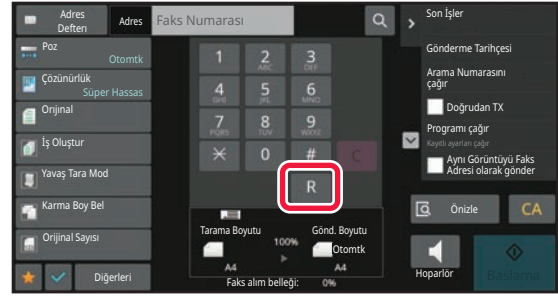 Adres
Defteri
Adres
Faks Numarası
Poz
Otomtk
Çözünürlük
Süper Hassas
Orijinal
İş Oluştur
Yavaş Tara Mod
Karma Boy Bel
Orijinal Sayısı
Diğerleri
1
2
ABC
3
DEF
4
GHI
5
JKL
6
MNO
7
PQRS
8
TUV
9
WXYZ
0
#
C
R
Tarama Boyutu
Gönd. Boyutu
100%
Otomtk
A4
A4
Faks alım belleği:
0%
Son İşler
Gönderme Tarihçesi
Arama Numarasını
çağır
Doğrudan TX
Programı çağır
Kayıtlı ayarları çağır
Aynı Görüntüyü Faks
Adresi olarak gönder
Önizle
CA
Hoparlör
Başlama